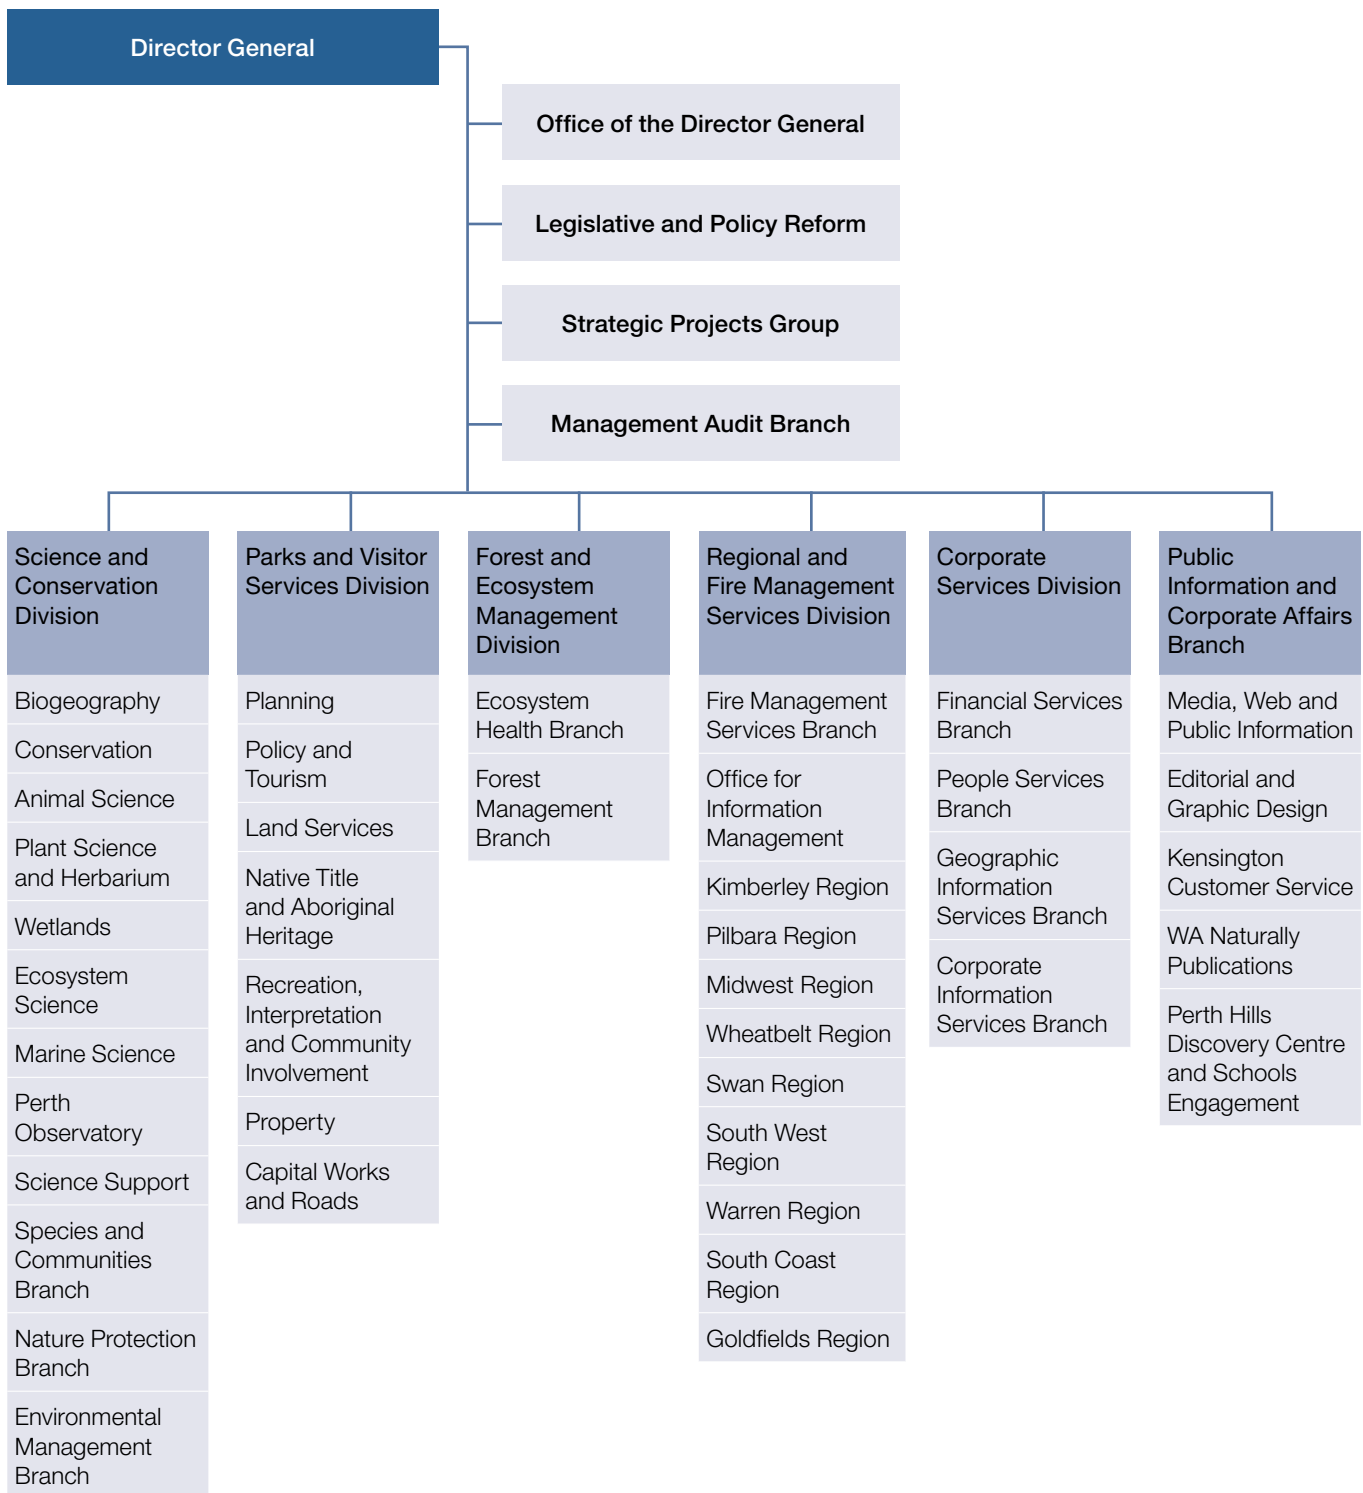 Director General
Office of the Director General
Legislative and Policy Reform
Strategic Projects Group
Management Audit Branch
Science and
Conservation
Division
Biogeography
Conservation
Animal Science
Plant Science
and Herbarium
Wetlands
Ecosystem
Science
Marine Science
Perth
Observatory
Science Support
Species and
Communities
Branch
Nature Protection
Branch
Environmental
Management
Branch
Parks and Visitor
Services Division
Planning
Policy and
Tourism
Land Services
Native Title
and Aboriginal
Heritage
Recreation,
Interpretation
and Community
Involvement
Property
Capital Works
and Roads
Forest and
Ecosystem
Management
Division
Ecosystem
Health Branch
Forest
Management
Branch
Regional and
Fire Management
Services Division
Fire Management
Services Branch
Office for
Information
Management
Kimberley Region
Pilbara Region
Midwest Region
Wheatbelt Region
Swan Region
South West
Region
Warren Region
South Coast
Region
Goldfields Region
Corporate
Services Division
Financial Services
Branch
People Services
Branch
Geographic
Information
Services Branch
Corporate
Information
Services Branch
Public
Information and
Corporate Affairs
Branch
Media, Web and
Public Information
Editorial and
Graphic Design
Kensington
Customer Service
WA Naturally
Publications
Perth Hills
Discovery Centre
and Schools
Engagement